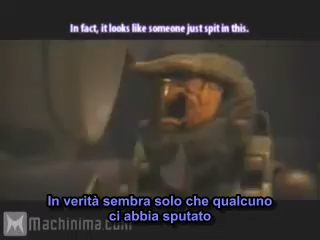 In fact, it looks like someone just spit in this.
In verità sembra solo che qualcuno
ci abbia sputato
Machinima.com